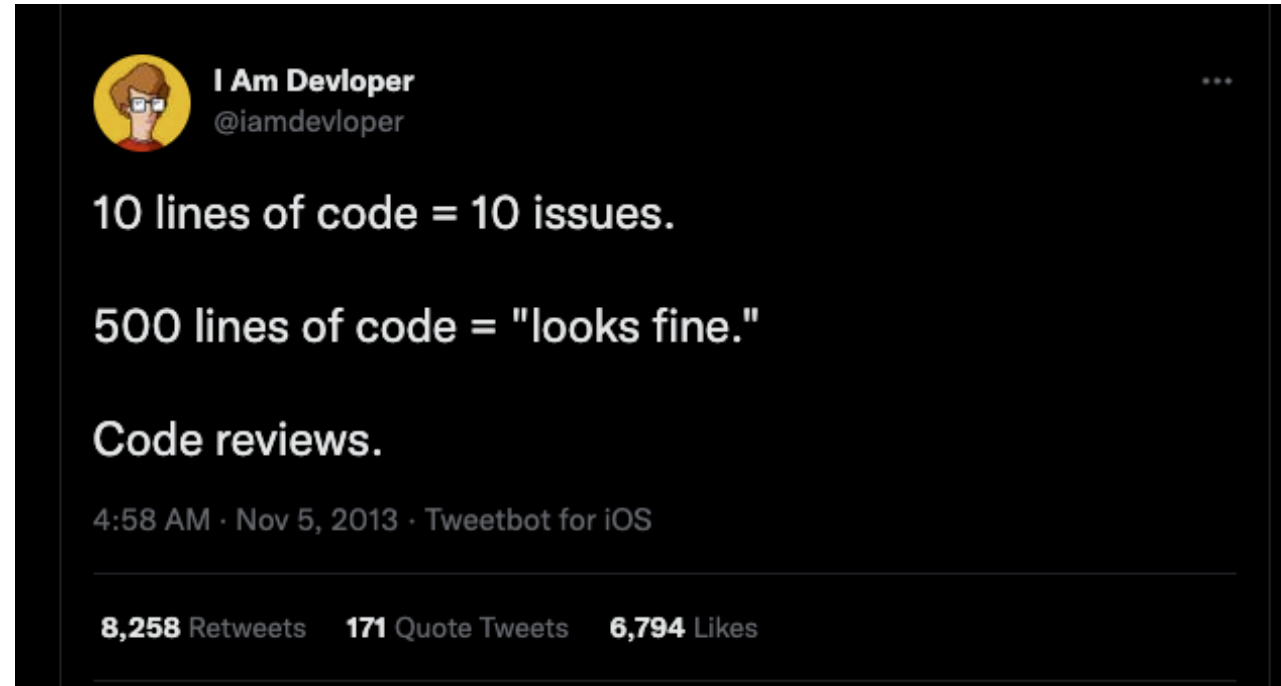 I Am Devloper
@iamdevloper
10 lines of code = 10 issues.
500 lines of code = "looks fine."
Code reviews.
4:58 AM · Nov 5, 2013 · Tweetbot for iOS
8,258 Retweets 171 Quote Tweets 6,794 Likes